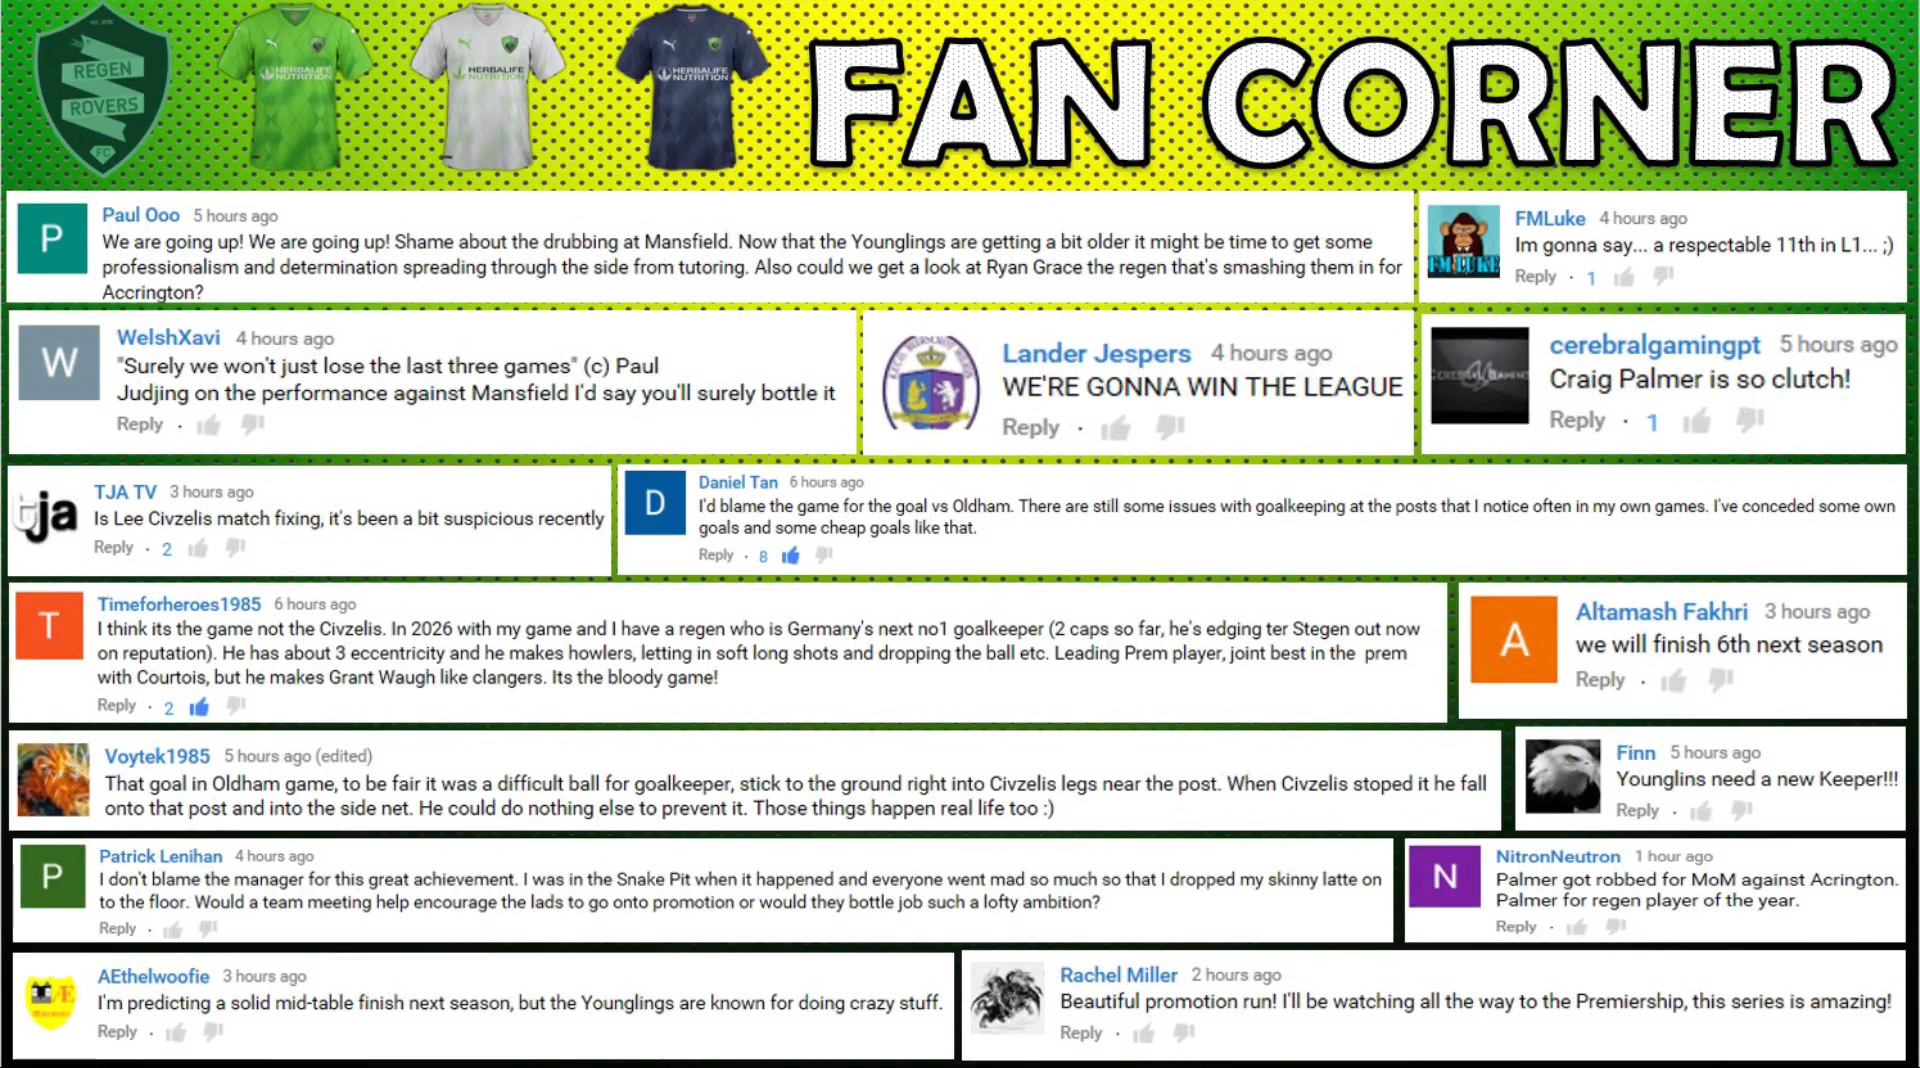 EST. 2015
REGEN
ROVERS
FC
HERBALIFE
NUTRITION
HERBALIFE
NUTRITION
HERBALIFE
NUTRITION
FAN CORNER
P
Paul Ooo 5 hours ago
We are going up! We are going up! Shame about the drubbing at Mansfield. Now that the Younglings are getting a bit older it might be time to get some
professionalism and determination spreading through the side from tutoring. Also could we get a look at Ryan Grace the regen that's smashing them in for
Accrington?
FM LUKE
FMLuke 4 hours ago
Im gonna say... a respectable 11th in L1... ;)
Reply · 1
W
WelshXavi 4 hours ago
"Surely we won't just lose the last three games" (c) Paul
Judjing on the performance against Mansfield I'd say you'll surely bottle it
Reply ·
Lander Jespers 4 hours ago
WE'RE GONNA WIN THE LEAGUE
Reply ·
cerebralgamingpt 5 hours ago
Craig Palmer is so clutch!
Reply · 1
tja
TJA TV 3 hours ago
Is Lee Civzelis match fixing, it's been a bit suspicious recently
Reply · 2
D
Daniel Tan 6 hours ago
I'd blame the game for the goal vs Oldham. There are still some issues with goalkeeping at the posts that I notice often in my own games. I've conceded some own
goals and some cheap goals like that.
Reply · 8
T
Timeforheroes1985 6 hours ago
I think its the game not the Civzelis. In 2026 with my game and I have a regen who is Germany's next no1 goalkeeper (2 caps so far, he's edging ter Stegen out now
on reputation). He has about 3 eccentricity and he makes howlers, letting in soft long shots and dropping the ball etc. Leading Prem player, joint best in the prem
with Courtois, but he makes Grant Waugh like clangers. Its the bloody game!
Reply · 2
A
Altamash Fakhri 3 hours ago
we will finish 6th next season
Reply ·
Voytek1985 5 hours ago (edited)
That goal in Oldham game, to be fair it was a difficult ball for goalkeeper, stick to the ground right into Civzelis legs near the post. When Civzelis stoped it he fall
onto that post and into the side net. He could do nothing else to prevent it. Those things happen real life too :)
Finn 5 hours ago
Younglins need a new Keeper!!!
Reply ·
P
Patrick Lenihan 4 hours ago
I don't blame the manager for this great achievement. I was in the Snake Pit when it happened and everyone went mad so much so that I dropped my skinny latte on
to the floor. Would a team meeting help encourage the lads to go onto promotion or would they bottle job such a lofty ambition?
Reply ·
N
NitronNeutron 1 hour ago
Palmer got robbed for MoM against Acrington.
Palmer for regen player of the year.
Reply ·
AEthelwoofie 3 hours ago
I'm predicting a solid mid-table finish next season, but the Younglings are known for doing crazy stuff.
Reply ·
Rachel Miller 2 hours ago
Beautiful promotion run! I'll be watching all the way to the Premiership, this series is amazing!
Reply ·